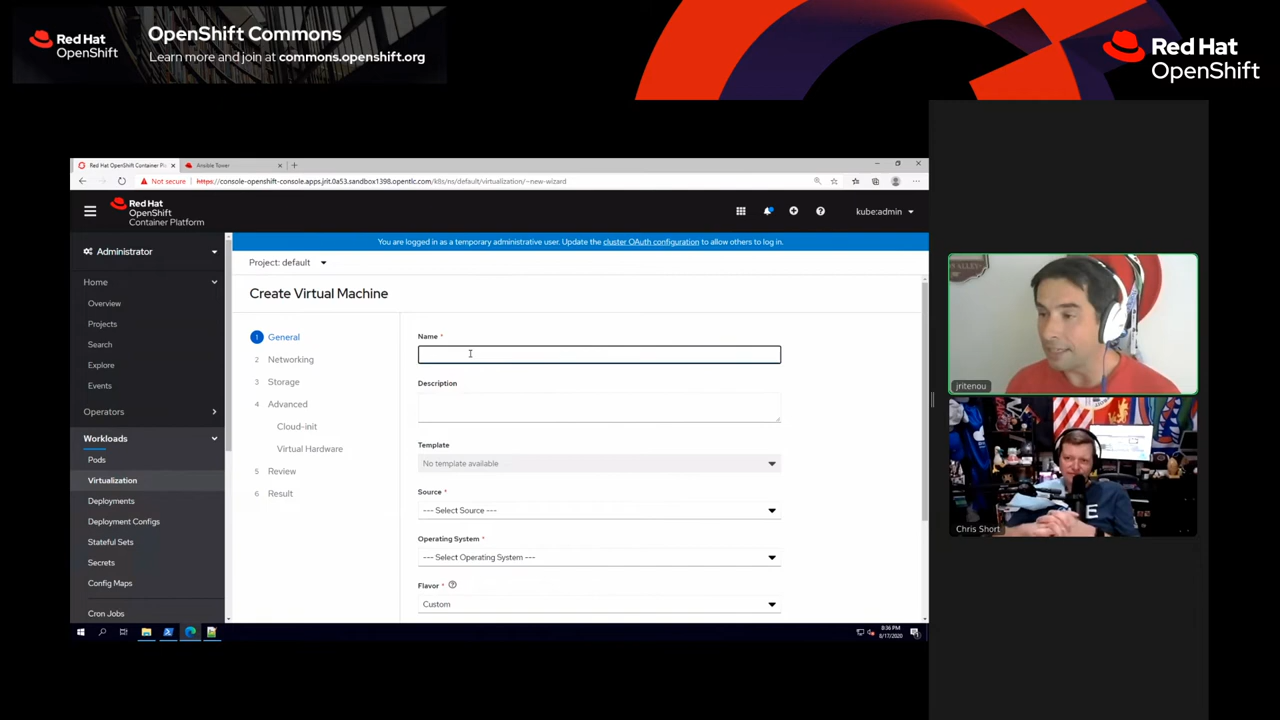 Red Hat
OpenShift
OpenShift Commons
Learn more and join at commons.openshift.org
Red Hat
OpenShift
Red Hat OpenShift Container Pl
Ansible Tower
Not secure
https://console-openshift-console.apps.jrit.0a53.sandbox1398.opentlc.com/k8s/ns/default/virtualization/~new-wizard
Red Hat
OpenShift
Container Platform
kube:admin
You are logged in as a temporary administrative user. Update the cluster OAuth configuration to allow others to log in.
Administrator
Home
Overview
Projects
Search
Explore
Events
Operators
Workloads
Pods
Virtualization
Deployments
Deployment Configs
Stateful Sets
Secrets
Config Maps
Cron Jobs
Project: default
Create Virtual Machine
1 General
2 Networking
3 Storage
4 Advanced
Cloud-init
Virtual Hardware
5 Review
6 Result
Name *
Description
Template
No template available
Source *
--- Select Source ---
Operating System *
--- Select Operating System ---
Flavor *
Custom
8:36 PM
8/17/2020
jritenou
Chris Short